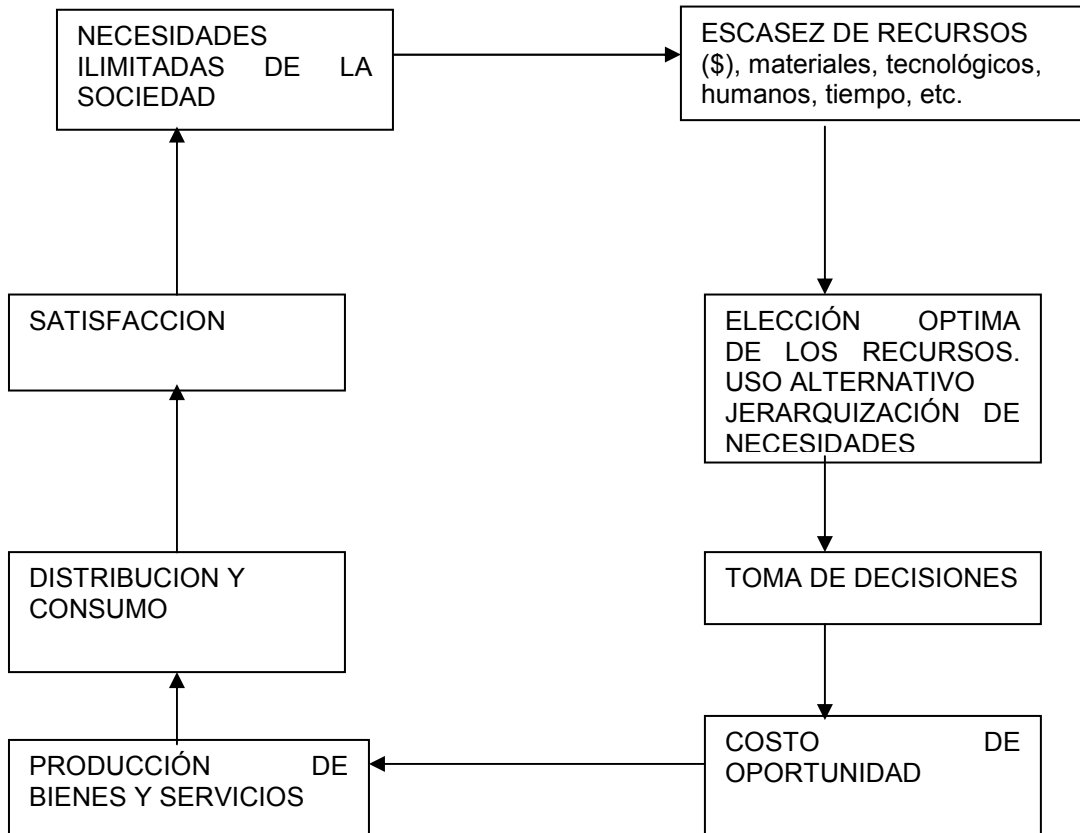 NECESIDADES
ILIMITADAS DE LA
SOCIEDAD
ESCASEZ DE RECURSOS
($), materiales, tecnológicos,
humanos, tiempo, etc.
SATISFACCION
ELECCIÓN OPTIMA
DE LOS RECURSOS.
USO ALTERNATIVO
JERARQUIZACIÓN DE
NECESIDADES
DISTRIBUCION Y
CONSUMO
TOMA DE DECISIONES
PRODUCCIÓN DE
BIENES Y SERVICIOS
COSTO DE
OPORTUNIDAD